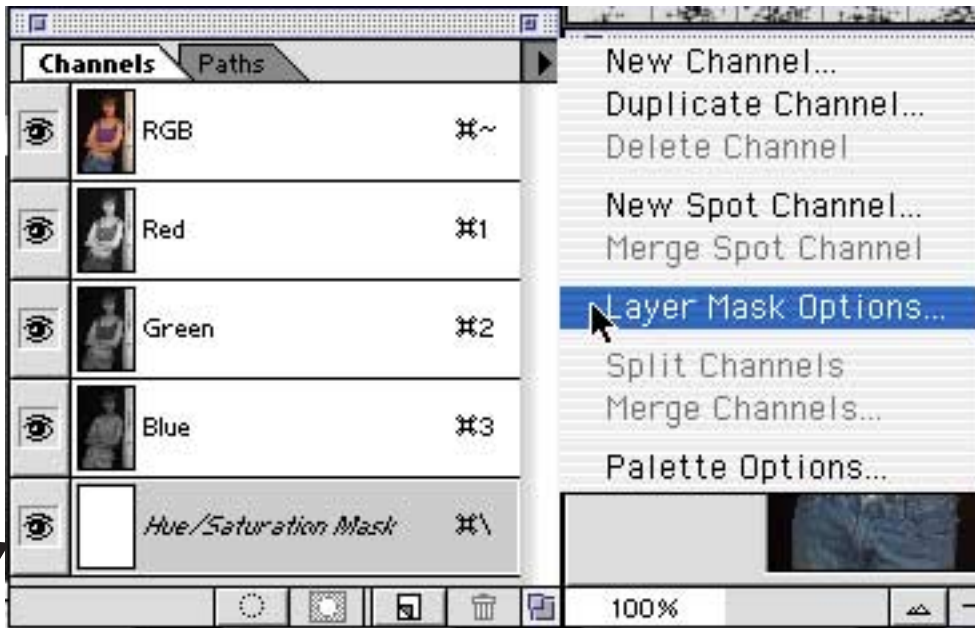 Channels Paths
RGB ⌘~
Red ⌘1
Green ⌘2
Blue ⌘3
Hue/Saturation Mask ⌘\
New Channel...
Duplicate Channel...
Delete Channel
New Spot Channel...
Merge Spot Channel
Layer Mask Options...
Split Channels
Merge Channels...
Palette Options...
100%